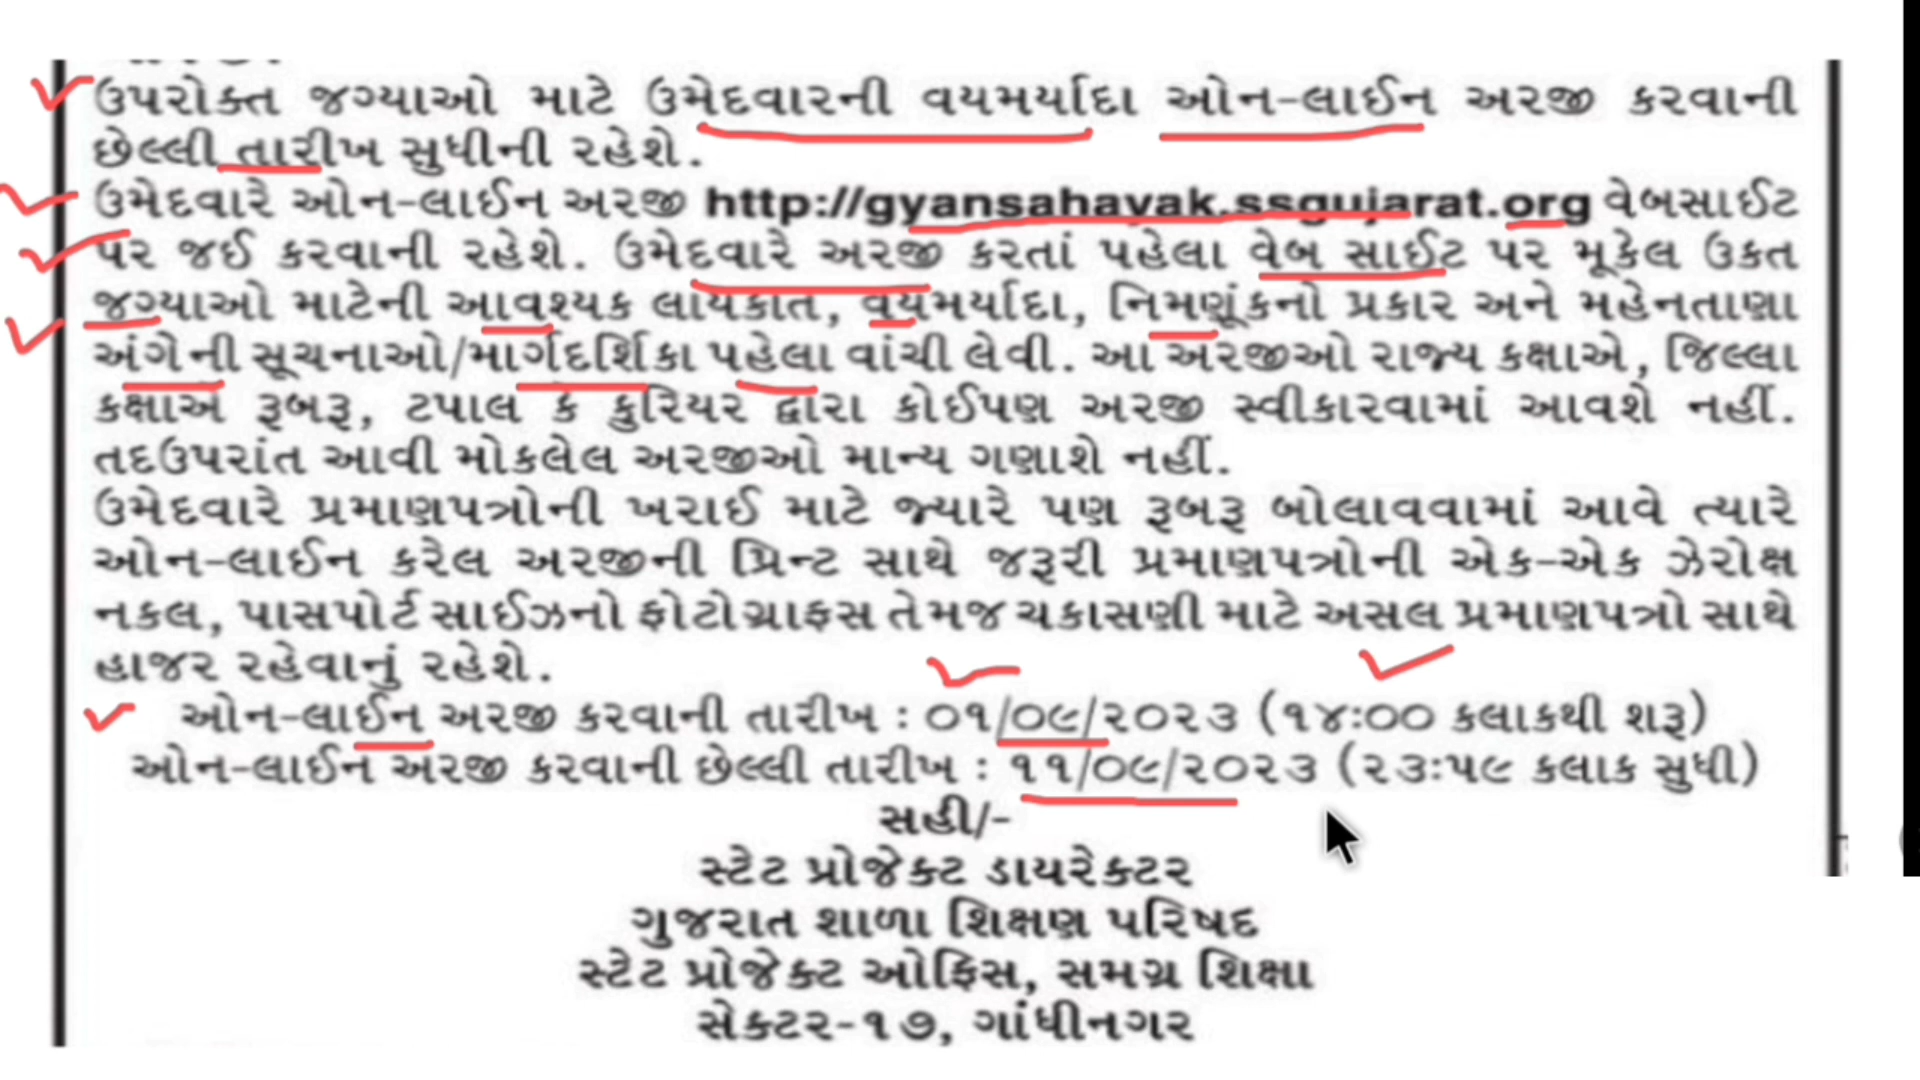 ઉપરોક્ત જગ્યાઓ માટે ઉમેદવારની વયમર્યાદા ઓન-લાઈન અરજી કરવાની
છેલ્લી તારીખ સુધીની રહેશે.
ઉમેદવારે ઓન-લાઈન અરજી http://gyansahayak.ssgujarat.org વેબસાઈટ
પર જઈ કરવાની રહેશે. ઉમેદવારે અરજી કરતાં પહેલા વેબ સાઈટ પર મૂકેલ ઉકત
જગ્યાઓ માટેની આવશ્યક લાયકાત, વયમર્યાદા, નિમણૂંકનો પ્રકાર અને મહેનતાણા
અંગેની સૂચનાઓ/માર્ગદર્શિકા પહેલા વાંચી લેવી. આ અરજીઓ રાજ્ય કક્ષાએ, જિલ્લા
કક્ષાએ રૂબરૂ, ટપાલ કે કુરિયર દ્વારા કોઈપણ અરજી સ્વીકારવામાં આવશે નહીં.
તદઉપરાંત આવી મોકલેલ અરજીઓ માન્ય ગણાશે નહીં.
ઉમેદવારે પ્રમાણપત્રોની ખરાઈ માટે જ્યારે પણ રૂબરૂ બોલાવવામાં આવે ત્યારે
ઓન-લાઈન કરેલ અરજીની પ્રિન્ટ સાથે જરૂરી પ્રમાણપત્રોની એક-એક ઝેરોક્ષ
નકલ, પાસપોર્ટ સાઈઝનો ફોટોગ્રાફસ તેમજ ચકાસણી માટે અસલ પ્રમાણપત્રો સાથે
હાજર રહેવાનું રહેશે.
ઓન-લાઈન અરજી કરવાની તારીખ : ૦૧/૦૯/૨૦૨૩ (૧૪:૦૦ કલાકથી શરૂ)
ઓન-લાઈન અરજી કરવાની છેલ્લી તારીખ : ૧૧/૦૯/૨૦૨૩ (૨૩:૫૯ કલાક સુધી)
સહી/-
સ્ટેટ પ્રોજેક્ટ ડાયરેક્ટર
ગુજરાત શાળા શિક્ષણ પરિષદ
સ્ટેટ પ્રોજેક્ટ ઓફિસ, સમગ્ર શિક્ષા
સેક્ટર-૧૭, ગાંધીનગર